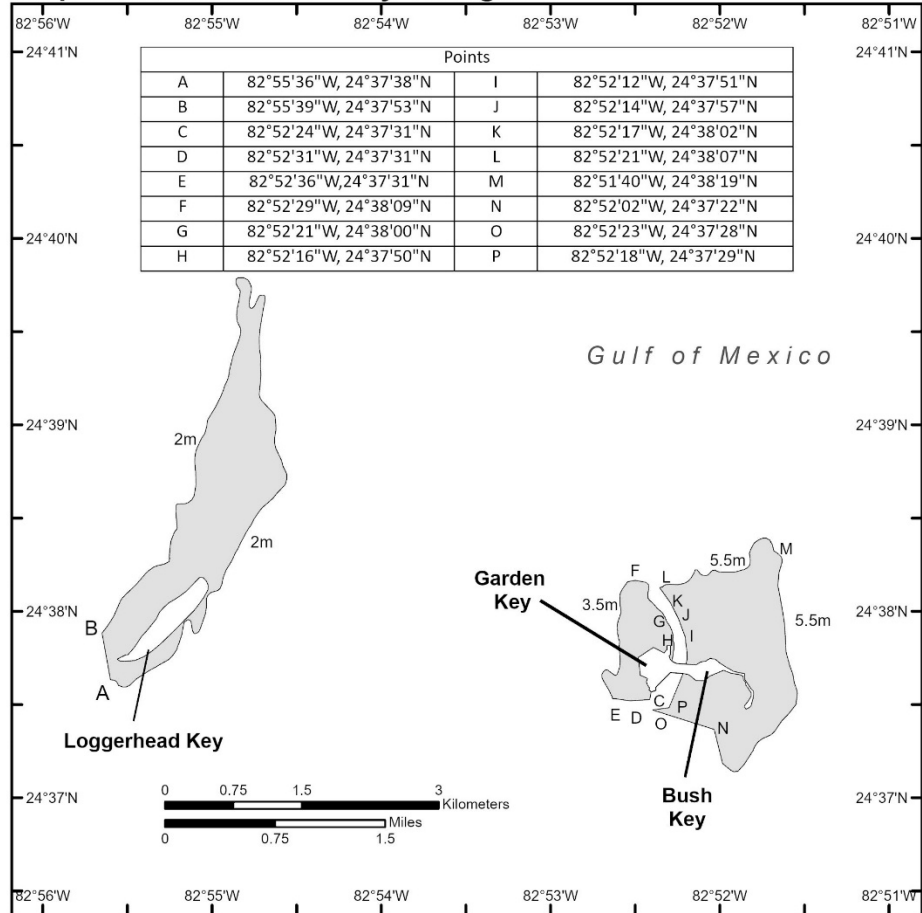 82°56'W 82°55'W 82°54'W 82°53'W 82°52'W 82°51'W
24°41'N 24°41'N
Points
A 82°55'36"W, 24°37'38"N I 82°52'12"W, 24°37'51"N
B 82°55'39"W, 24°37'53"N J 82°52'14"W, 24°37'57"N
C 82°52'24"W, 24°37'31"N K 82°52'17"W, 24°38'02"N
D 82°52'31"W, 24°37'31"N L 82°52'21"W, 24°38'07"N
E 82°52'36"W,24°37'31"N M 82°51'40"W, 24°38'19"N
F 82°52'29"W, 24°38'09"N N 82°52'02"W, 24°37'22"N
G 82°52'21"W, 24°38'00"N O 82°52'23"W, 24°37'28"N
H 82°52'16"W, 24°37'50"N P 82°52'18"W, 24°37'29"N
24°40'N 24°40'N
Gulf of Mexico
24°39'N 24°39'N
2m
2m
5.5m M
F L
Garden
Key
3.5m K
24°38'N 24°38'N
J 5.5m
G
B I
H
A
C P
E D O N
Loggerhead Key
Bush
Key
24°37'N 24°37'N
0 0.75 1.5 3
Kilometers
Miles
0 0.75 1.5
82°56'W 82°55'W 82°54'W 82°53'W 82°52'W 82°51'W